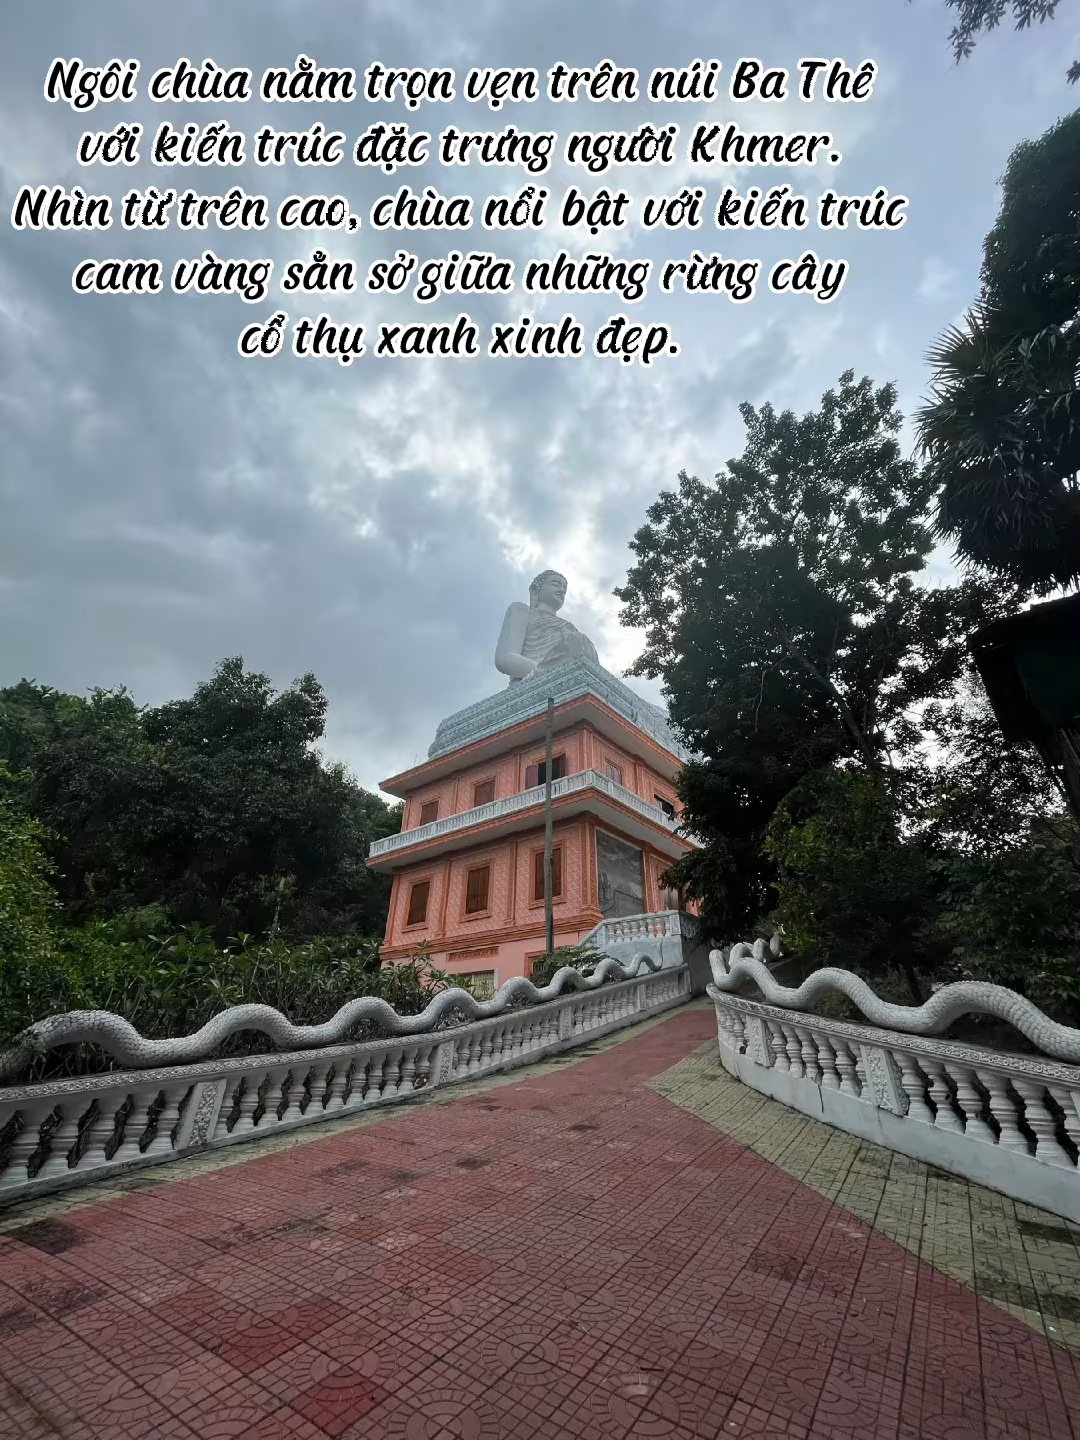 Ngôi chùa nằm trọn vẹn trên núi Ba Thê
với kiến trúc đặc trưng người Khmer.
Nhìn từ trên cao, chùa nổi bật với kiến trúc
cam vàng sẳn sở giữa những rừng cây
cổ thụ xanh xinh đẹp.